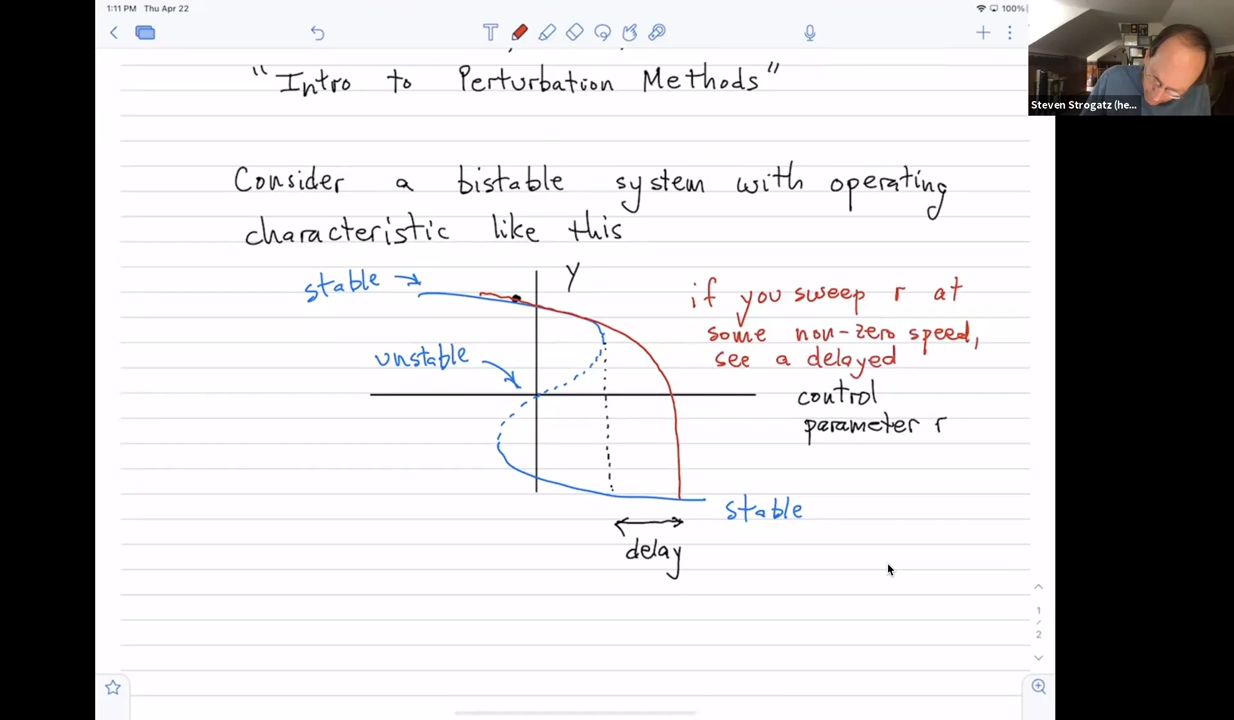 1:11 PM Thu Apr 22
100%
"Intro to Perturbation Methods"
Consider a bistable system with operating
characteristic like this
stable
y
if you sweep r at
some non-zero speed,
see a delayed
unstable
control
parameter r
stable
delay
1
2
Steven Strogatz (he...
T